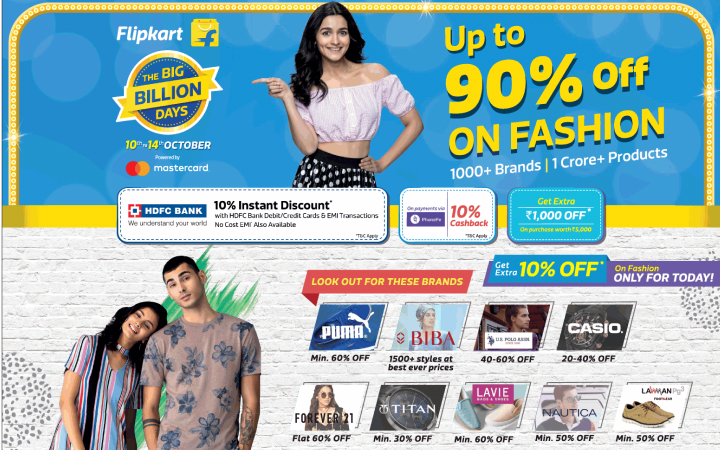 Flipkart
THE BIG
BILLION
DAYS
10th TO 14th OCTOBER
Powered by
mastercard
Up to
90% Off
ON FASHION
1000+ Brands | 1 Crore+ Products
HDFC BANK
We understand your world
10% Instant Discount*
with HDFC Bank Debit/Credit Cards & EMI Transactions
No Cost EMI* Also Available
*T&C Apply
On payments via
PhonePe
10%
Cashback
*T&C Apply
Get Extra
₹1,000 OFF*
On purchase worth ₹5,000
LOOK OUT FOR THESE BRANDS
Get Extra 10% OFF*
On Fashion
ONLY FOR TODAY!
PUMA
Min. 60% OFF
BIBA
1500+ styles at
best ever prices
U.S. POLO ASSN.
40-60% OFF
CASIO
20-40% OFF
FOREVER 21
Flat 60% OFF
TITAN
Min. 30% OFF
LAVIE
BAGS & SHOES
Min. 60% OFF
NAUTICA
Min. 50% OFF
LAWMAN Pg3
FOOTWEAR
Min. 50% OFF